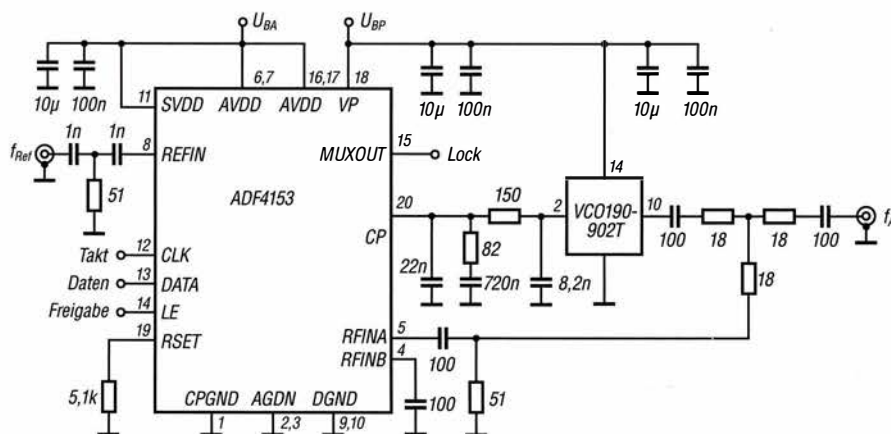 U_BA U_BP
6,7 16,17 18
10µ 100n 11 SVDD AVDD AVDD VP 10µ 100n 10µ 100n
f_Ref 1n 1n 8 REFIN MUXOUT 15 Lock 14
51 ADF4153 20 150 2 VCO190- 10
CP 902T 100 18 18 100
Takt 12 CLK 22n 82 18
Daten 13 DATA 720n 8,2n
Freigabe 14 LE
19 RSET RFINA 5 100
RFINB 4
5,1k CPGND AGDN DGND 100 51
1 2,3 9,10